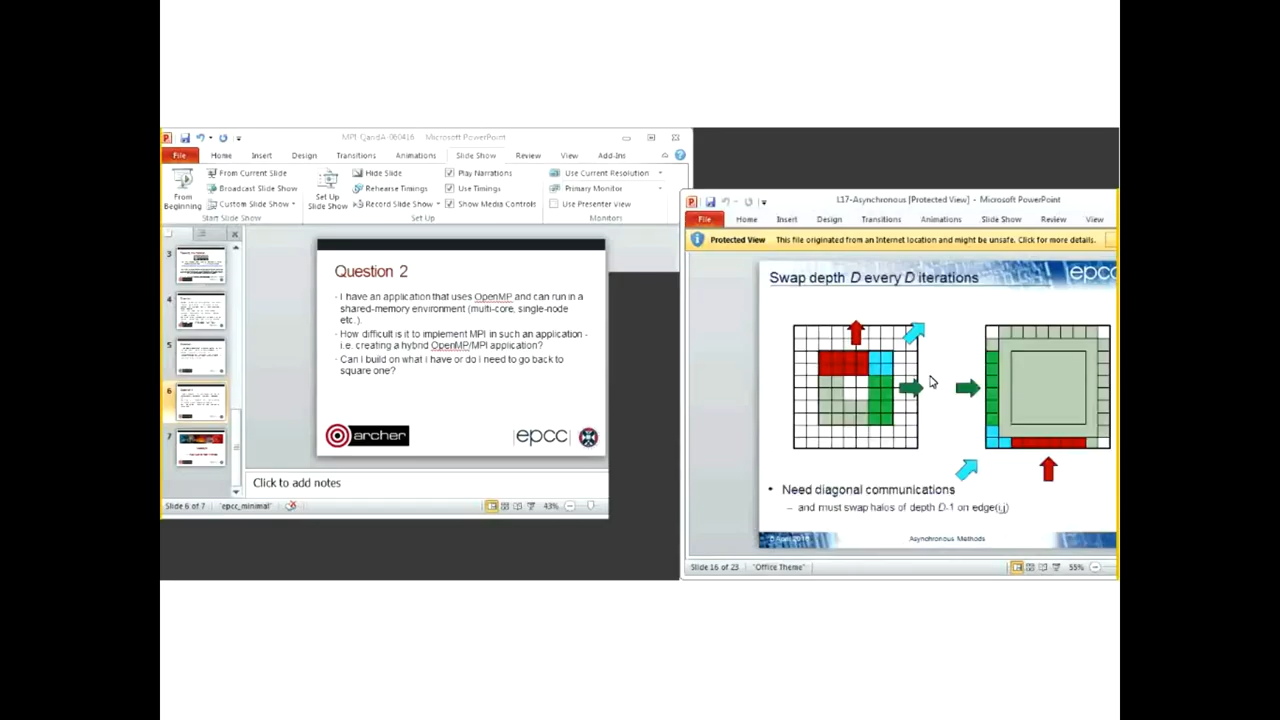 MPI-QandA-060416 - Microsoft PowerPoint
File Home Insert Design Transitions Animations Slide Show Review View Add-Ins
From Beginning
From Current Slide
Broadcast Slide Show
Custom Slide Show
Start Slide Show
Set Up Slide Show
Hide Slide
Rehearse Timings
Record Slide Show
Play Narrations
Use Timings
Show Media Controls
Set Up
Use Current Resolution
Primary Monitor
Use Presenter View
Monitors
3
4
5
6
7
Question 2
- I have an application that uses OpenMP and can run in a
shared-memory environment (multi-core, single-node
etc.).
- How difficult is it to implement MPI in such an application -
i.e. creating a hybrid OpenMP/MPI application?
- Can I build on what I have or do I need to go back to
square one?
archer
epcc
Click to add notes
Slide 6 of 7 "epcc_minimal" 43%
L17-Asynchronous [Protected View] - Microsoft PowerPoint
File Home Insert Design Transitions Animations Slide Show Review View
Protected View This file originated from an Internet location and might be unsafe. Click for more details.
Swap depth D every D iterations
epcc
• Need diagonal communications
– and must swap halos of depth D-1 on edge(i,j)
Asynchronous Methods
Slide 16 of 23 "Office Theme" 55%